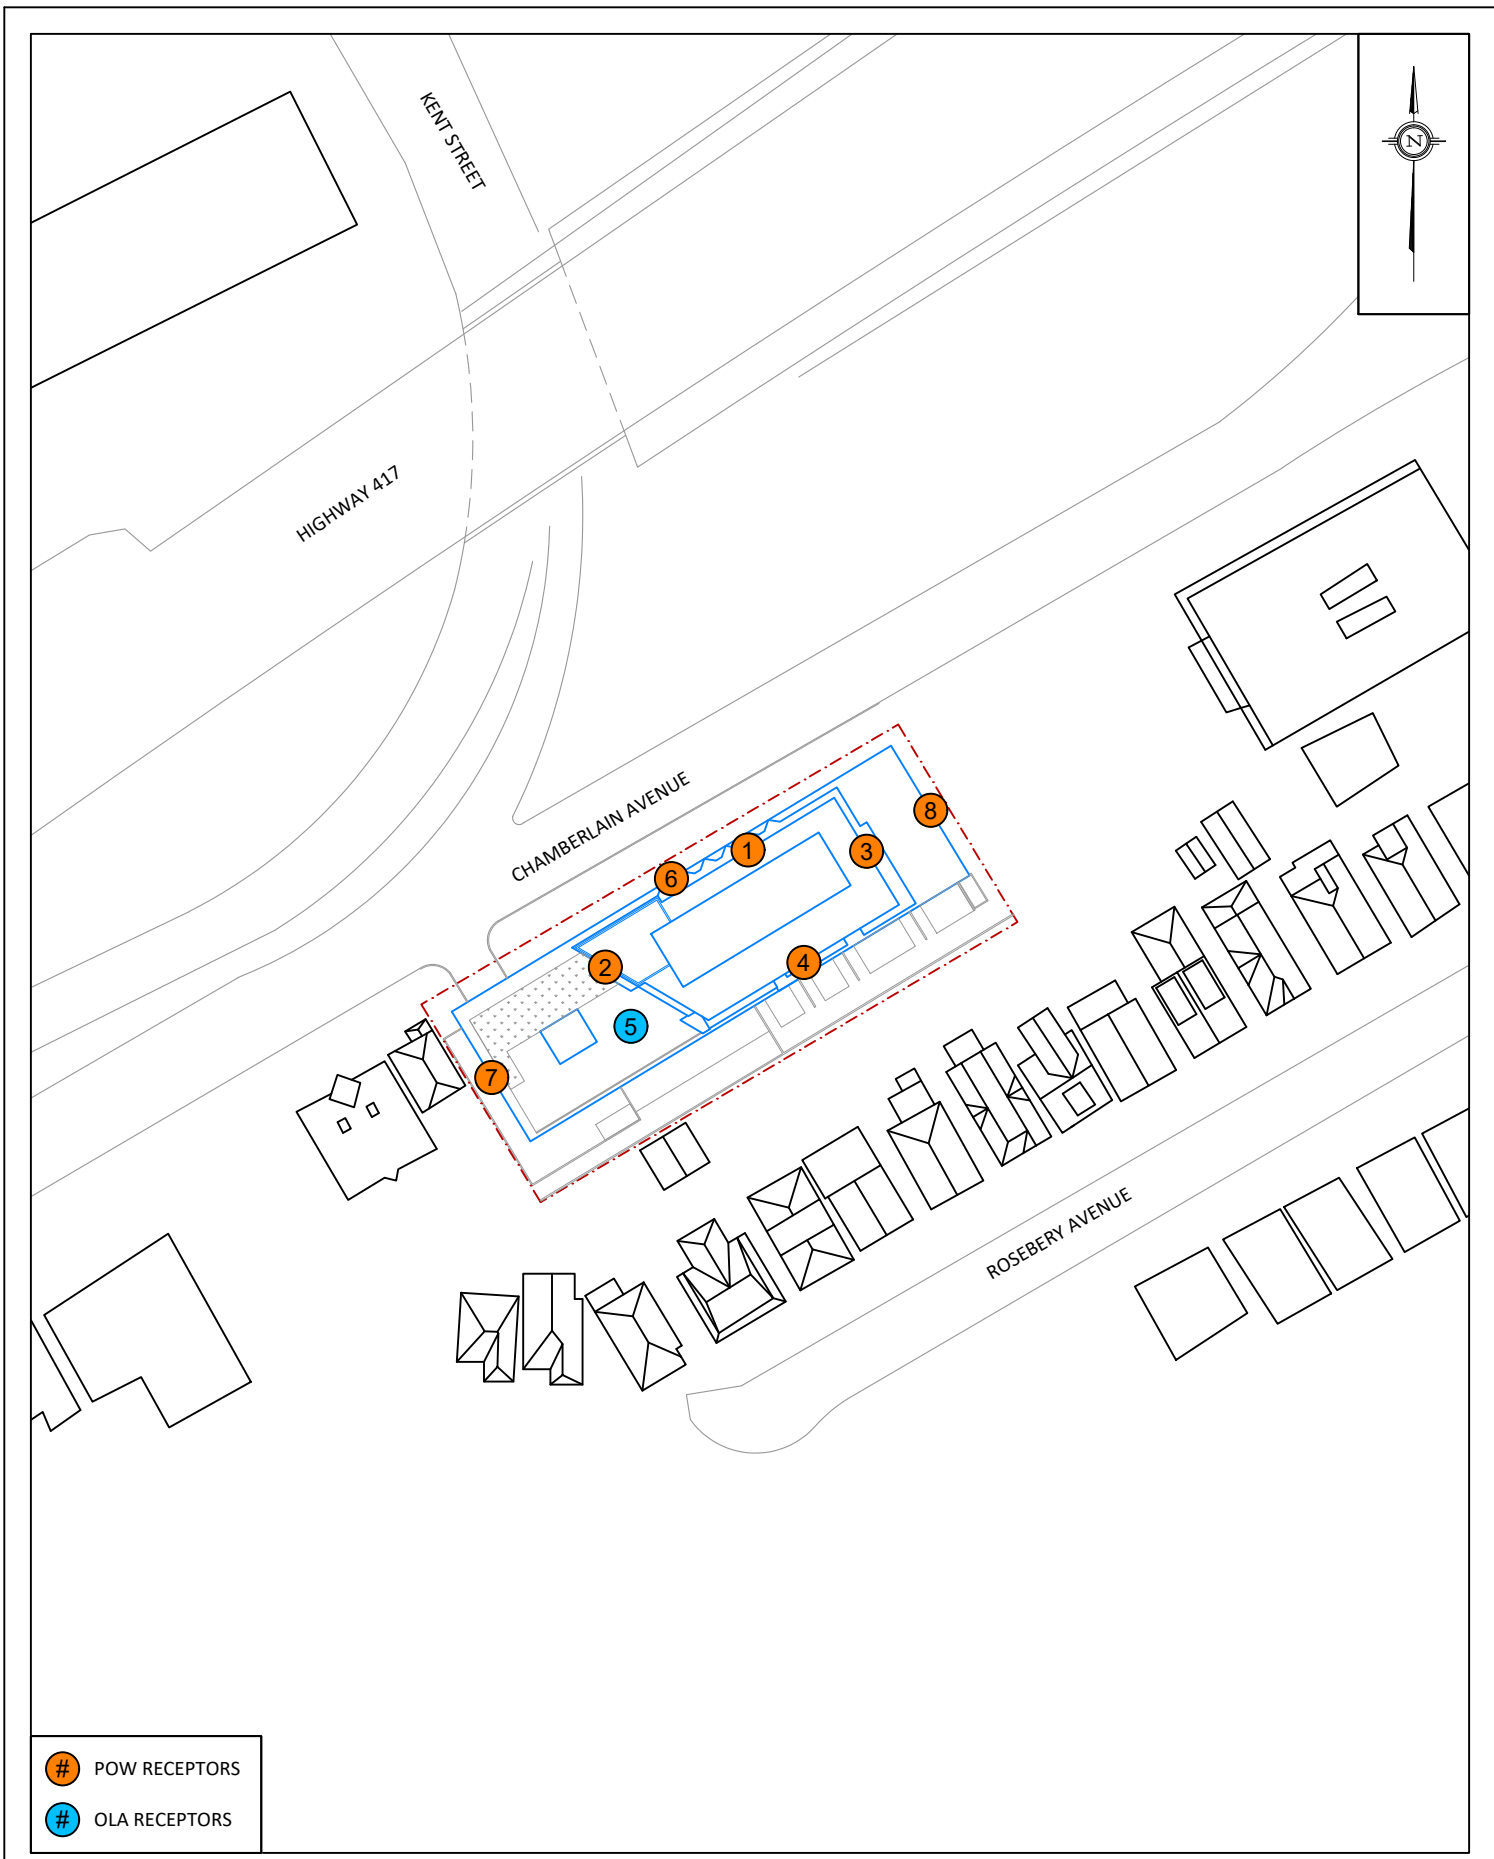 KENT STREET
N
HIGHWAY 417
CHAMBERLAIN AVENUE
8
1
3
6
4
2
5
7
ROSEBERY AVENUE
# POW RECEPTORS
# OLA RECEPTORS